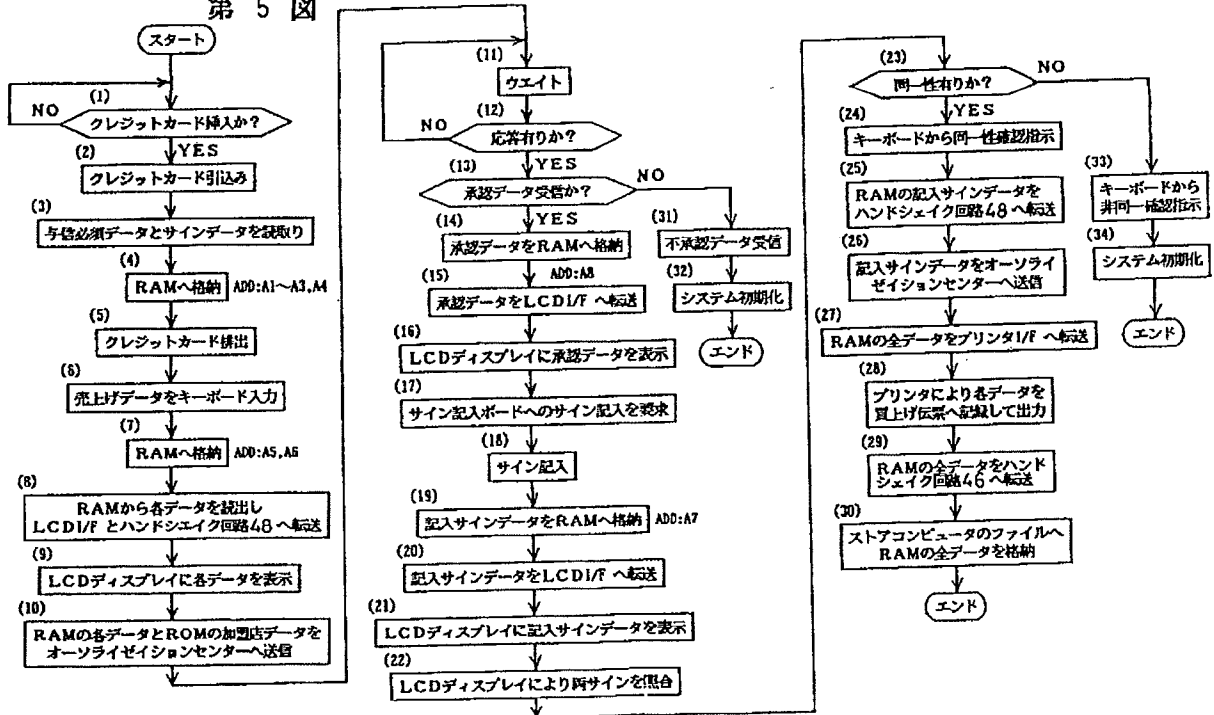 第 5 図
スタート
(1)
クレジットカード挿入か?
NO
YES
(2)
クレジットカード引込み
(3)
与信必須データとサインデータを読取り
(4)
RAMへ格納 ADD:A1〜A3,A4
(5)
クレジットカード排出
(6)
売上げデータをキーボード入力
(7)
RAMへ格納 ADD:A5,A6
(8)
RAMから各データを読出し
LCDI/Fとハンドシエイク回路48へ転送
(9)
LCDディスプレイに各データを表示
(10)
RAMの各データとROMの加盟店データを
オーソライゼイションセンターへ送信
(11)
ウエイト
(12)
応答有りか?
NO
YES
(13)
承認データ受信か?
NO
YES
(14)
承認データをRAMへ格納
ADD:A8
(15)
承認データをLCDI/Fへ転送
(16)
LCDディスプレイに承認データを表示
(17)
サイン記入ボードへのサイン記入を要求
(18)
サイン記入
(19)
記入サインデータをRAMへ格納 ADD:A7
(20)
記入サインデータをLCDI/Fへ転送
(21)
LCDディスプレイに記入サインデータを表示
(22)
LCDディスプレイにより両サインを照合
(31)
不承認データ受信
(32)
システム初期化
エンド
(23)
同一性有りか?
NO
YES
(24)
キーボードから同一性確認指示
(25)
RAMの記入サインデータを
ハンドシェイク回路48へ転送
(26)
記入サインデータをオーソライ
ゼイションセンターへ送信
(27)
RAMの全データをプリンタI/Fへ転送
(28)
プリンタにより各データを
買上げ伝票へ記録して出力
(29)
RAMの全データをハンド
シェイク回路46へ転送
(30)
ストアコンピュータのファイルへ
RAMの全データを格納
エンド
(33)
キーボードから
非同一確認指示
(34)
システム初期化
エンド